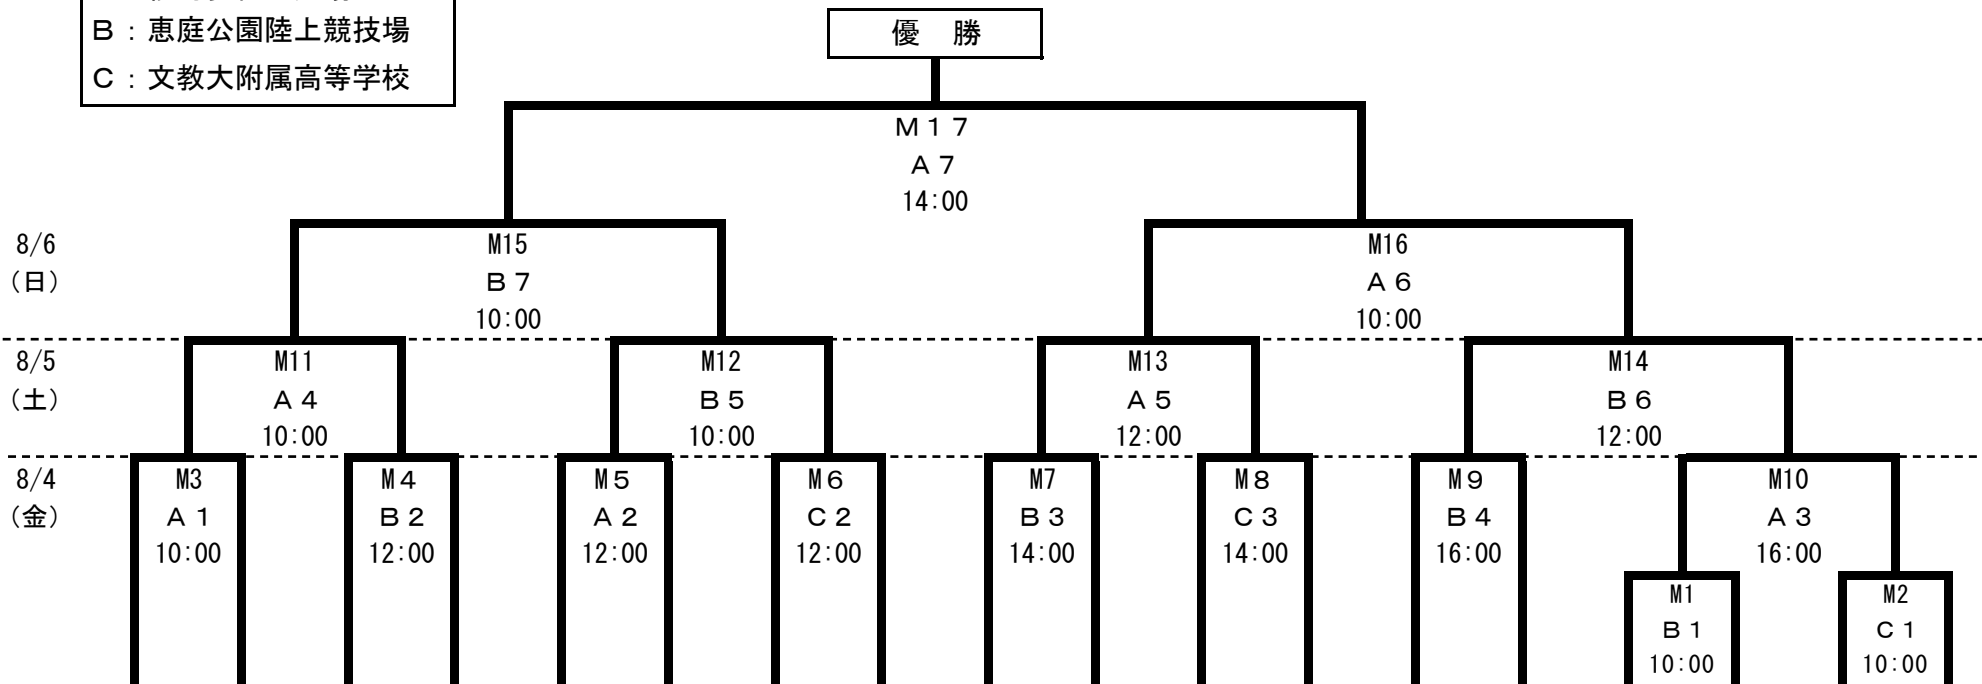 B：恵庭公園陸上競技場
C：文教大附属高等学校
優　勝
M１７
A７
14:00
8/6
（日）
M15
B７
10:00
M16
A６
10:00
8/5
（土）
M11
A４
10:00
M12
B５
10:00
M13
A５
12:00
M14
B６
12:00
8/4
（金）
M3
A１
10:00
M４
B２
12:00
M５
A２
12:00
M６
C２
12:00
M7
B３
14:00
M８
C３
14:00
M９
B４
16:00
M10
A３
16:00
M1
B１
10:00
M2
C１
10:00